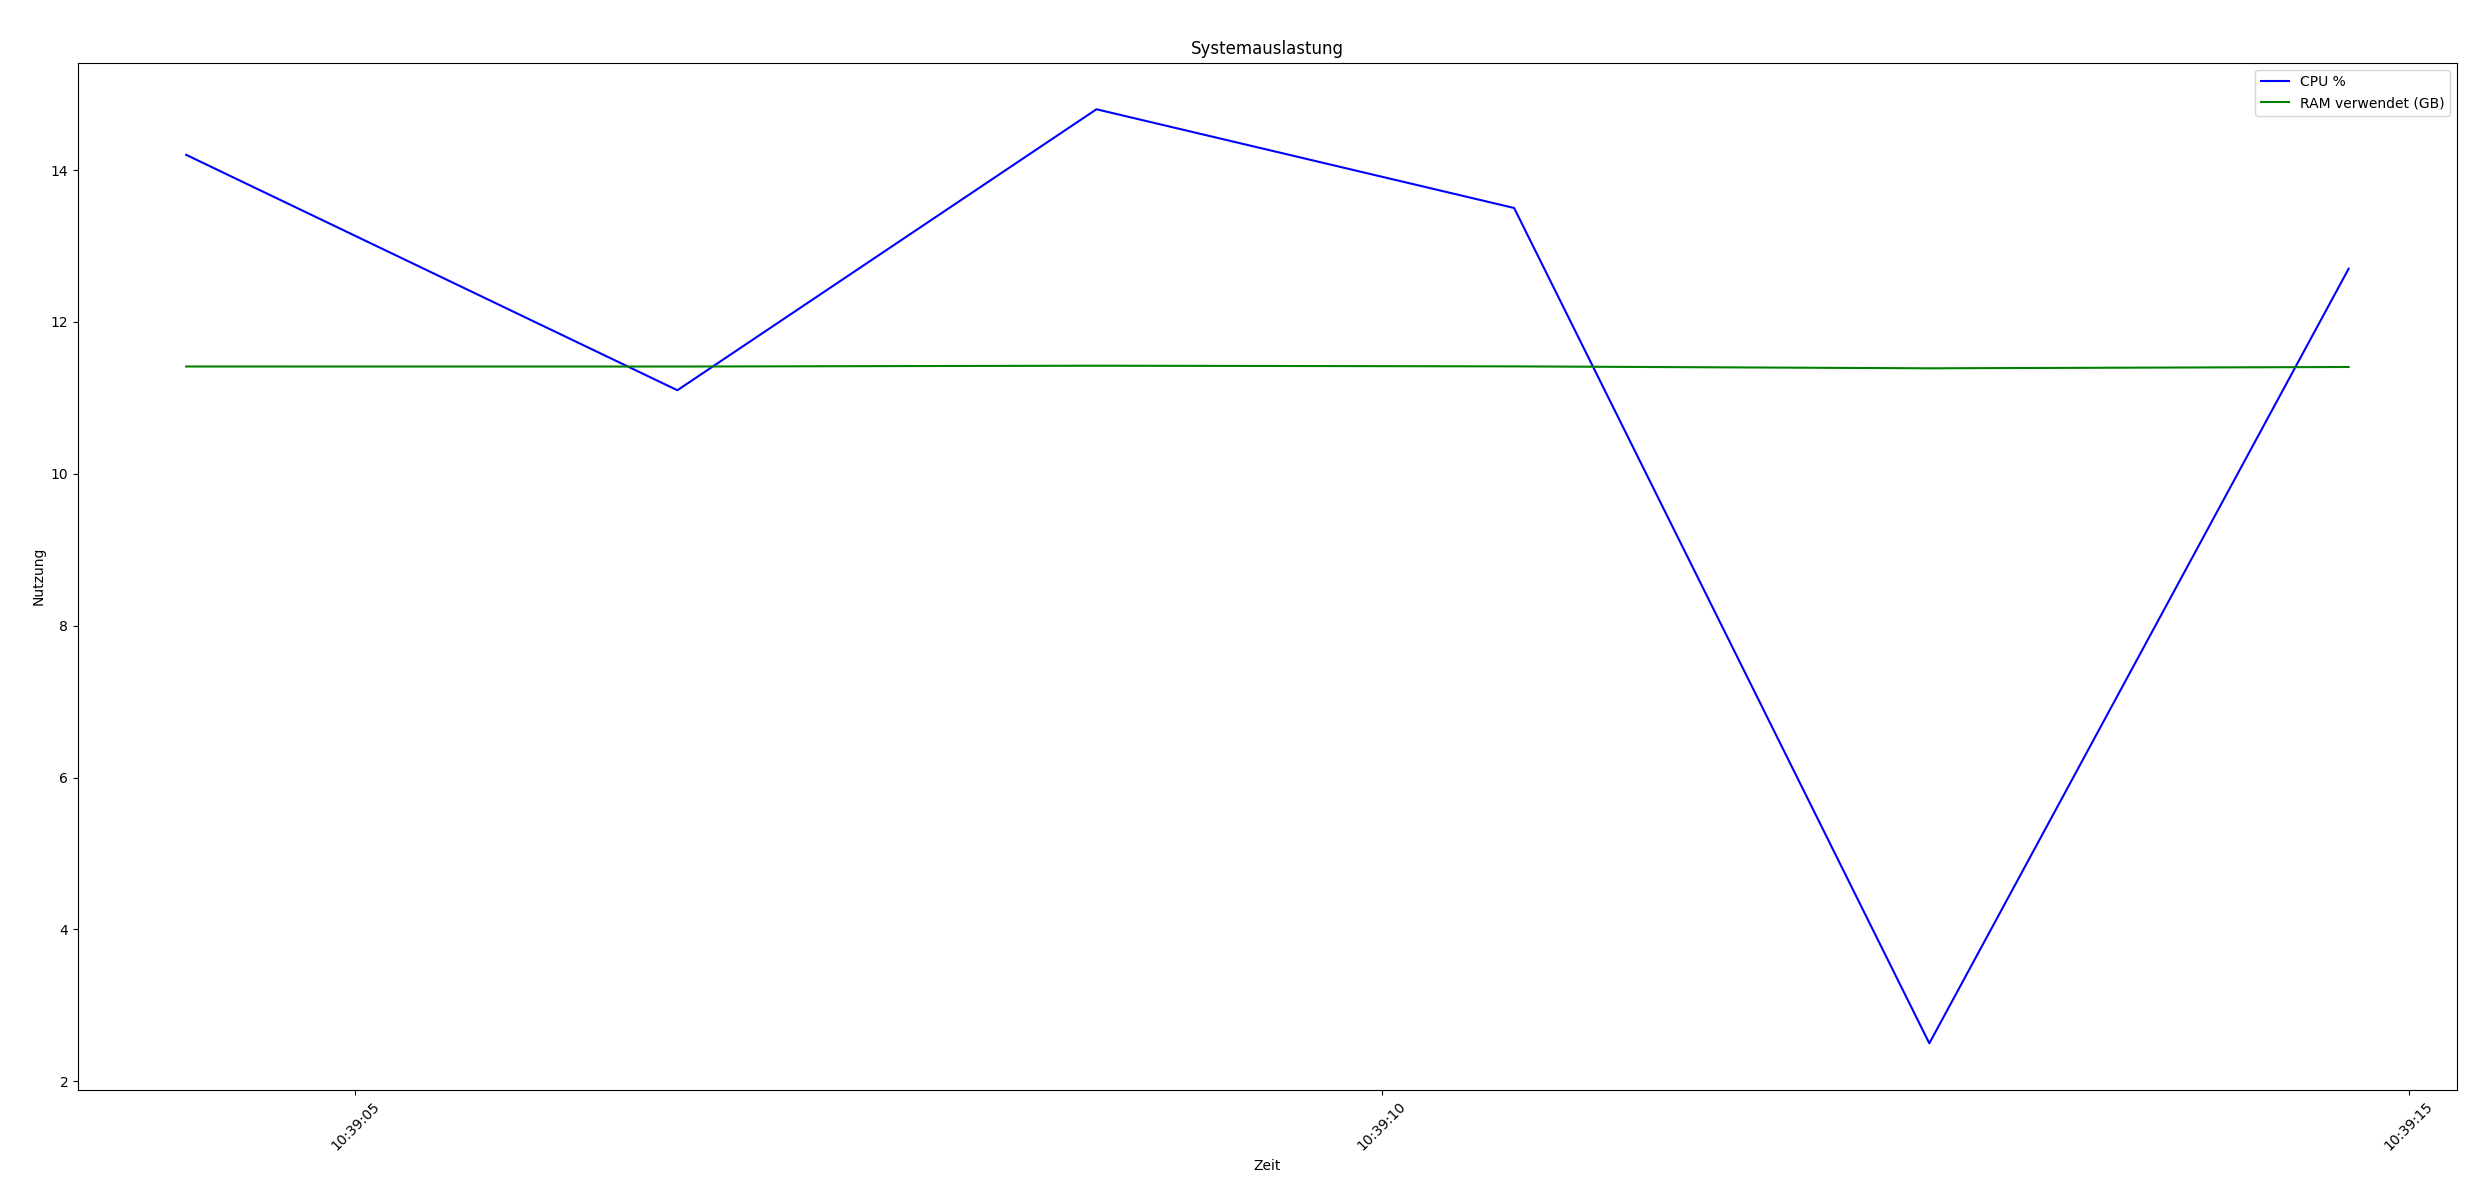 Systemauslastung
CPU %
RAM verwendet (GB)
14
12
10
8
6
4
2
Nutzung
10:39:05
10:39:10
10:39:15
Zeit